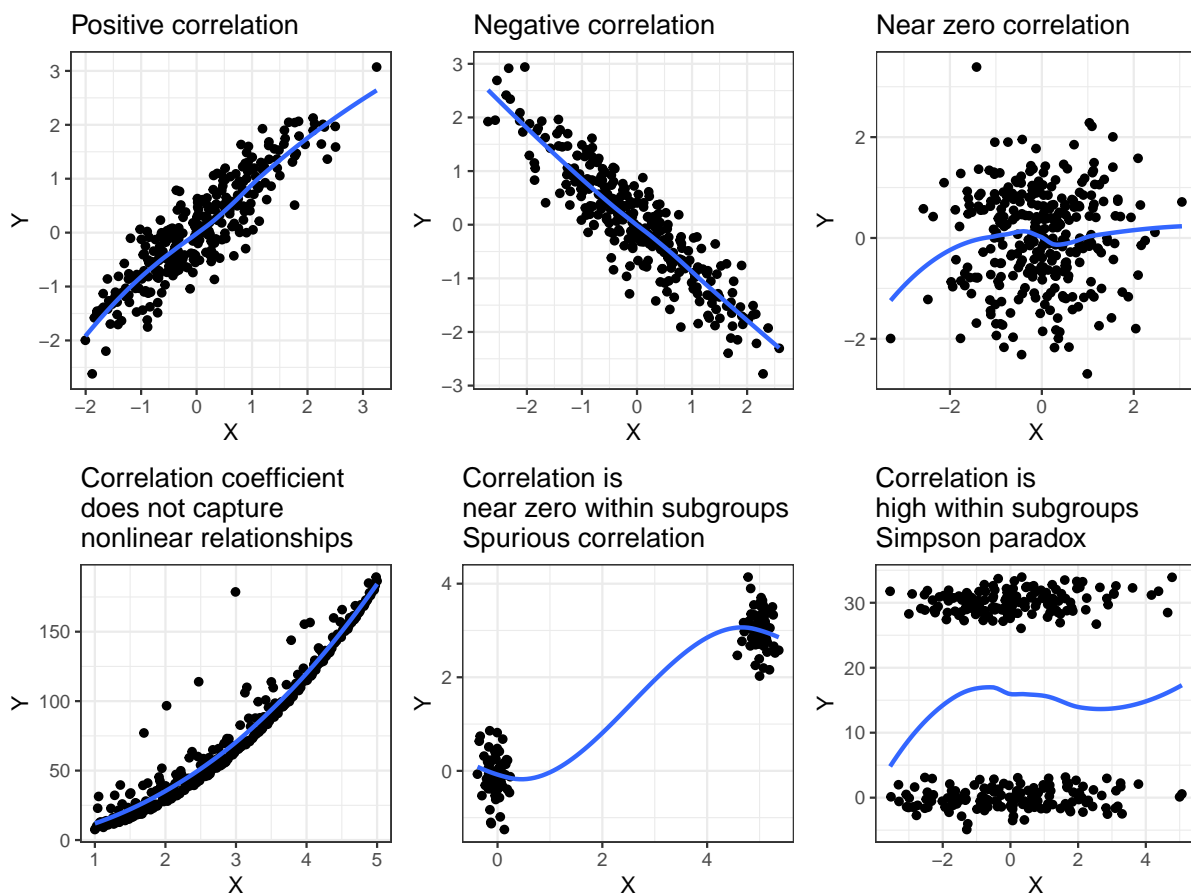 Positive correlation
3
2
1
0
−1
−2
Y
−2 −1 0 1 2 3
X
Negative correlation
3
2
1
0
−1
−2
−3
Y
−2 −1 0 1 2
X
Near zero correlation
2
0
−2
Y
−2 0 2
X
Correlation coefficient
does not capture
nonlinear relationships
150
100
50
0
Y
1 2 3 4 5
X
Correlation is
near zero within subgroups
Spurious correlation
4
2
0
Y
0 2 4
X
Correlation is
high within subgroups
Simpson paradox
30
20
10
0
Y
−2 0 2 4
X